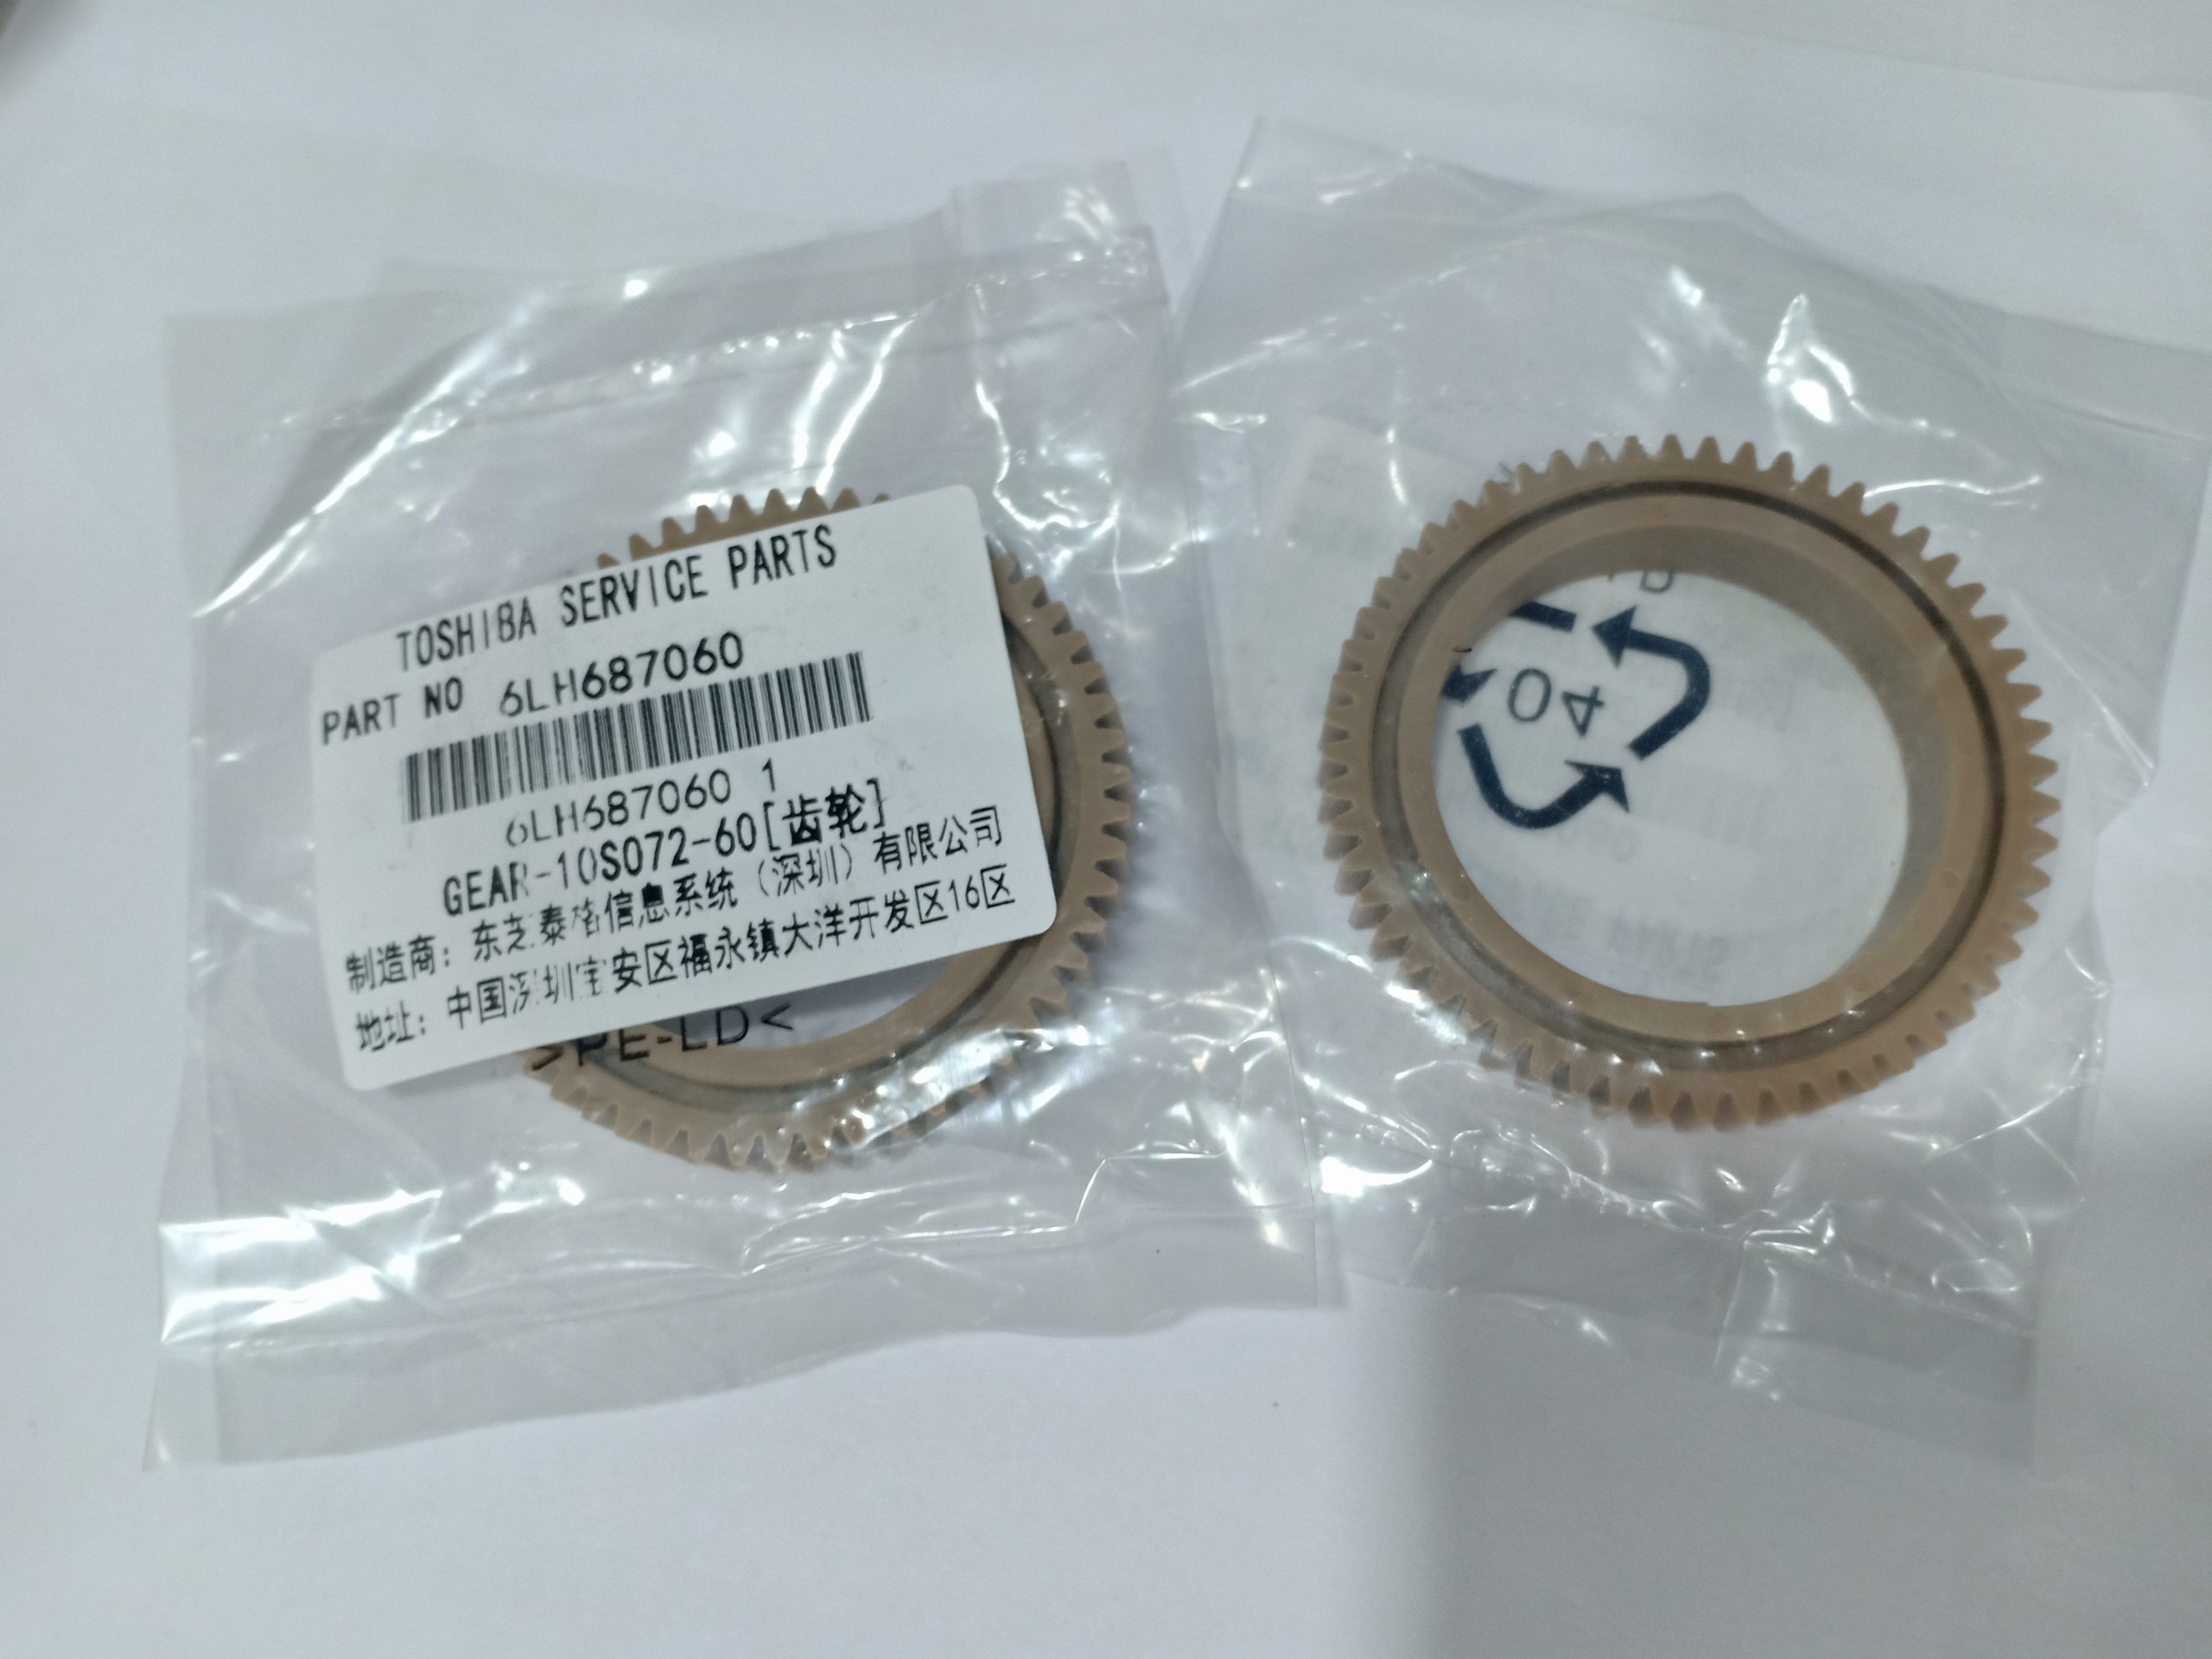 TOSHIBA SERVICE PARTS
PART NO 6LH687060
6LH687060 1
GEAR-10S072-60[齿轮]
制造商: 东芝泰格信息系统 (深圳) 有限公司
地址: 中国深圳宝安区福永镇大洋开发区16区
>PE-LD<
04